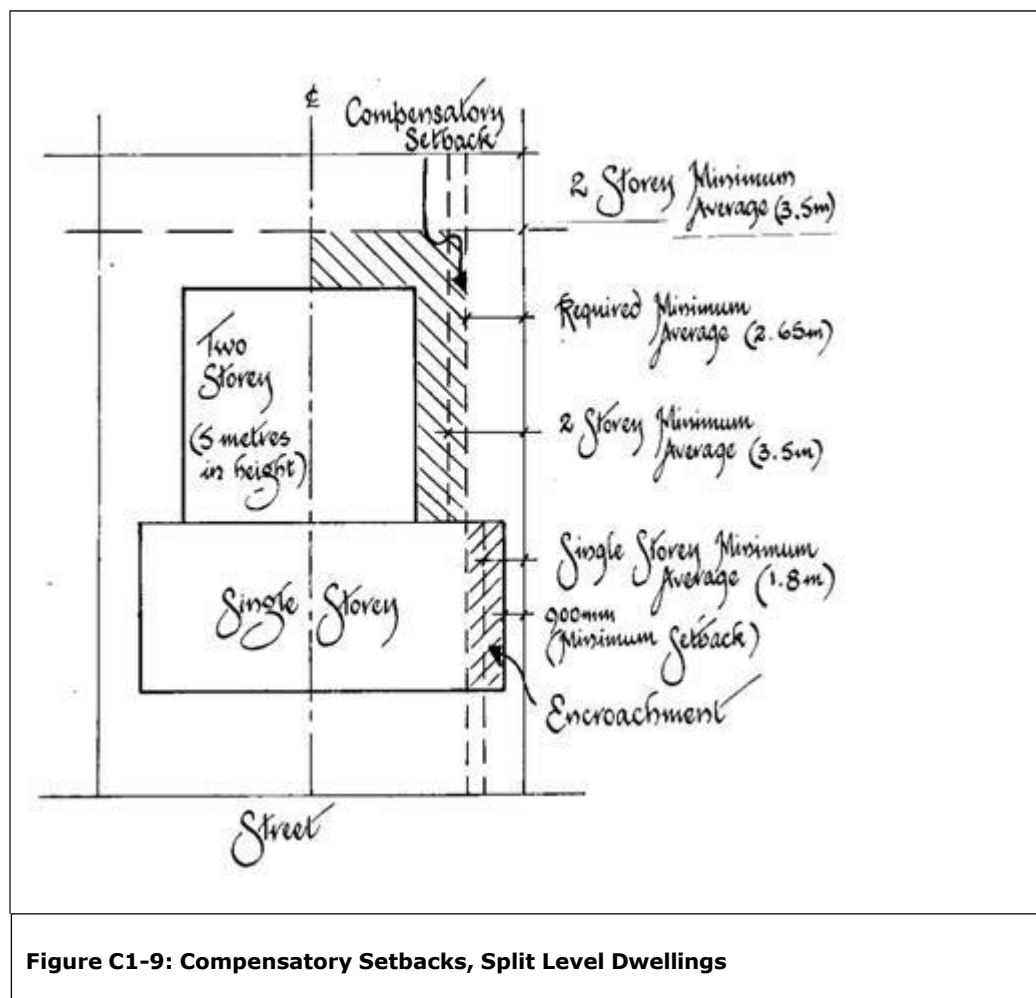 ℄
Compensatory
Setback
2 Storey Minimum
Average (3.5m)
Required Minimum
Average (2.65m)
Two
Storey
(5 metres
in height)
2 Storey Minimum
Average (3.5m)
Single Storey Minimum
Average (1.8m)
Single Storey
900mm
(Minimum Setback)
Encroachment
Street
Figure C1-9: Compensatory Setbacks, Split Level Dwellings